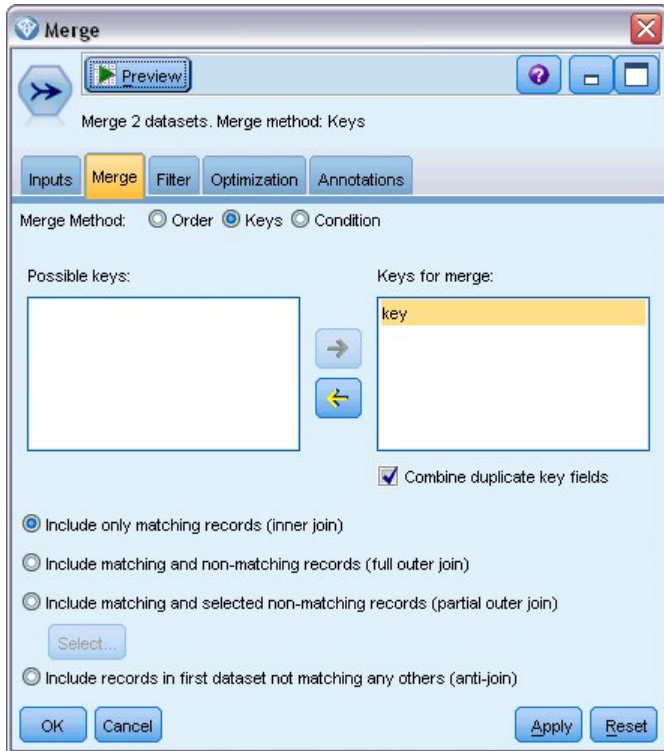 Merge
Preview
Merge 2 datasets. Merge method: Keys
Inputs Merge Filter Optimization Annotations
Merge Method: Order Keys Condition
Possible keys: Keys for merge:
key
Combine duplicate key fields
Include only matching records (inner join)
Include matching and non-matching records (full outer join)
Include matching and selected non-matching records (partial outer join)
Select...
Include records in first dataset not matching any others (anti-join)
OK Cancel Apply Reset